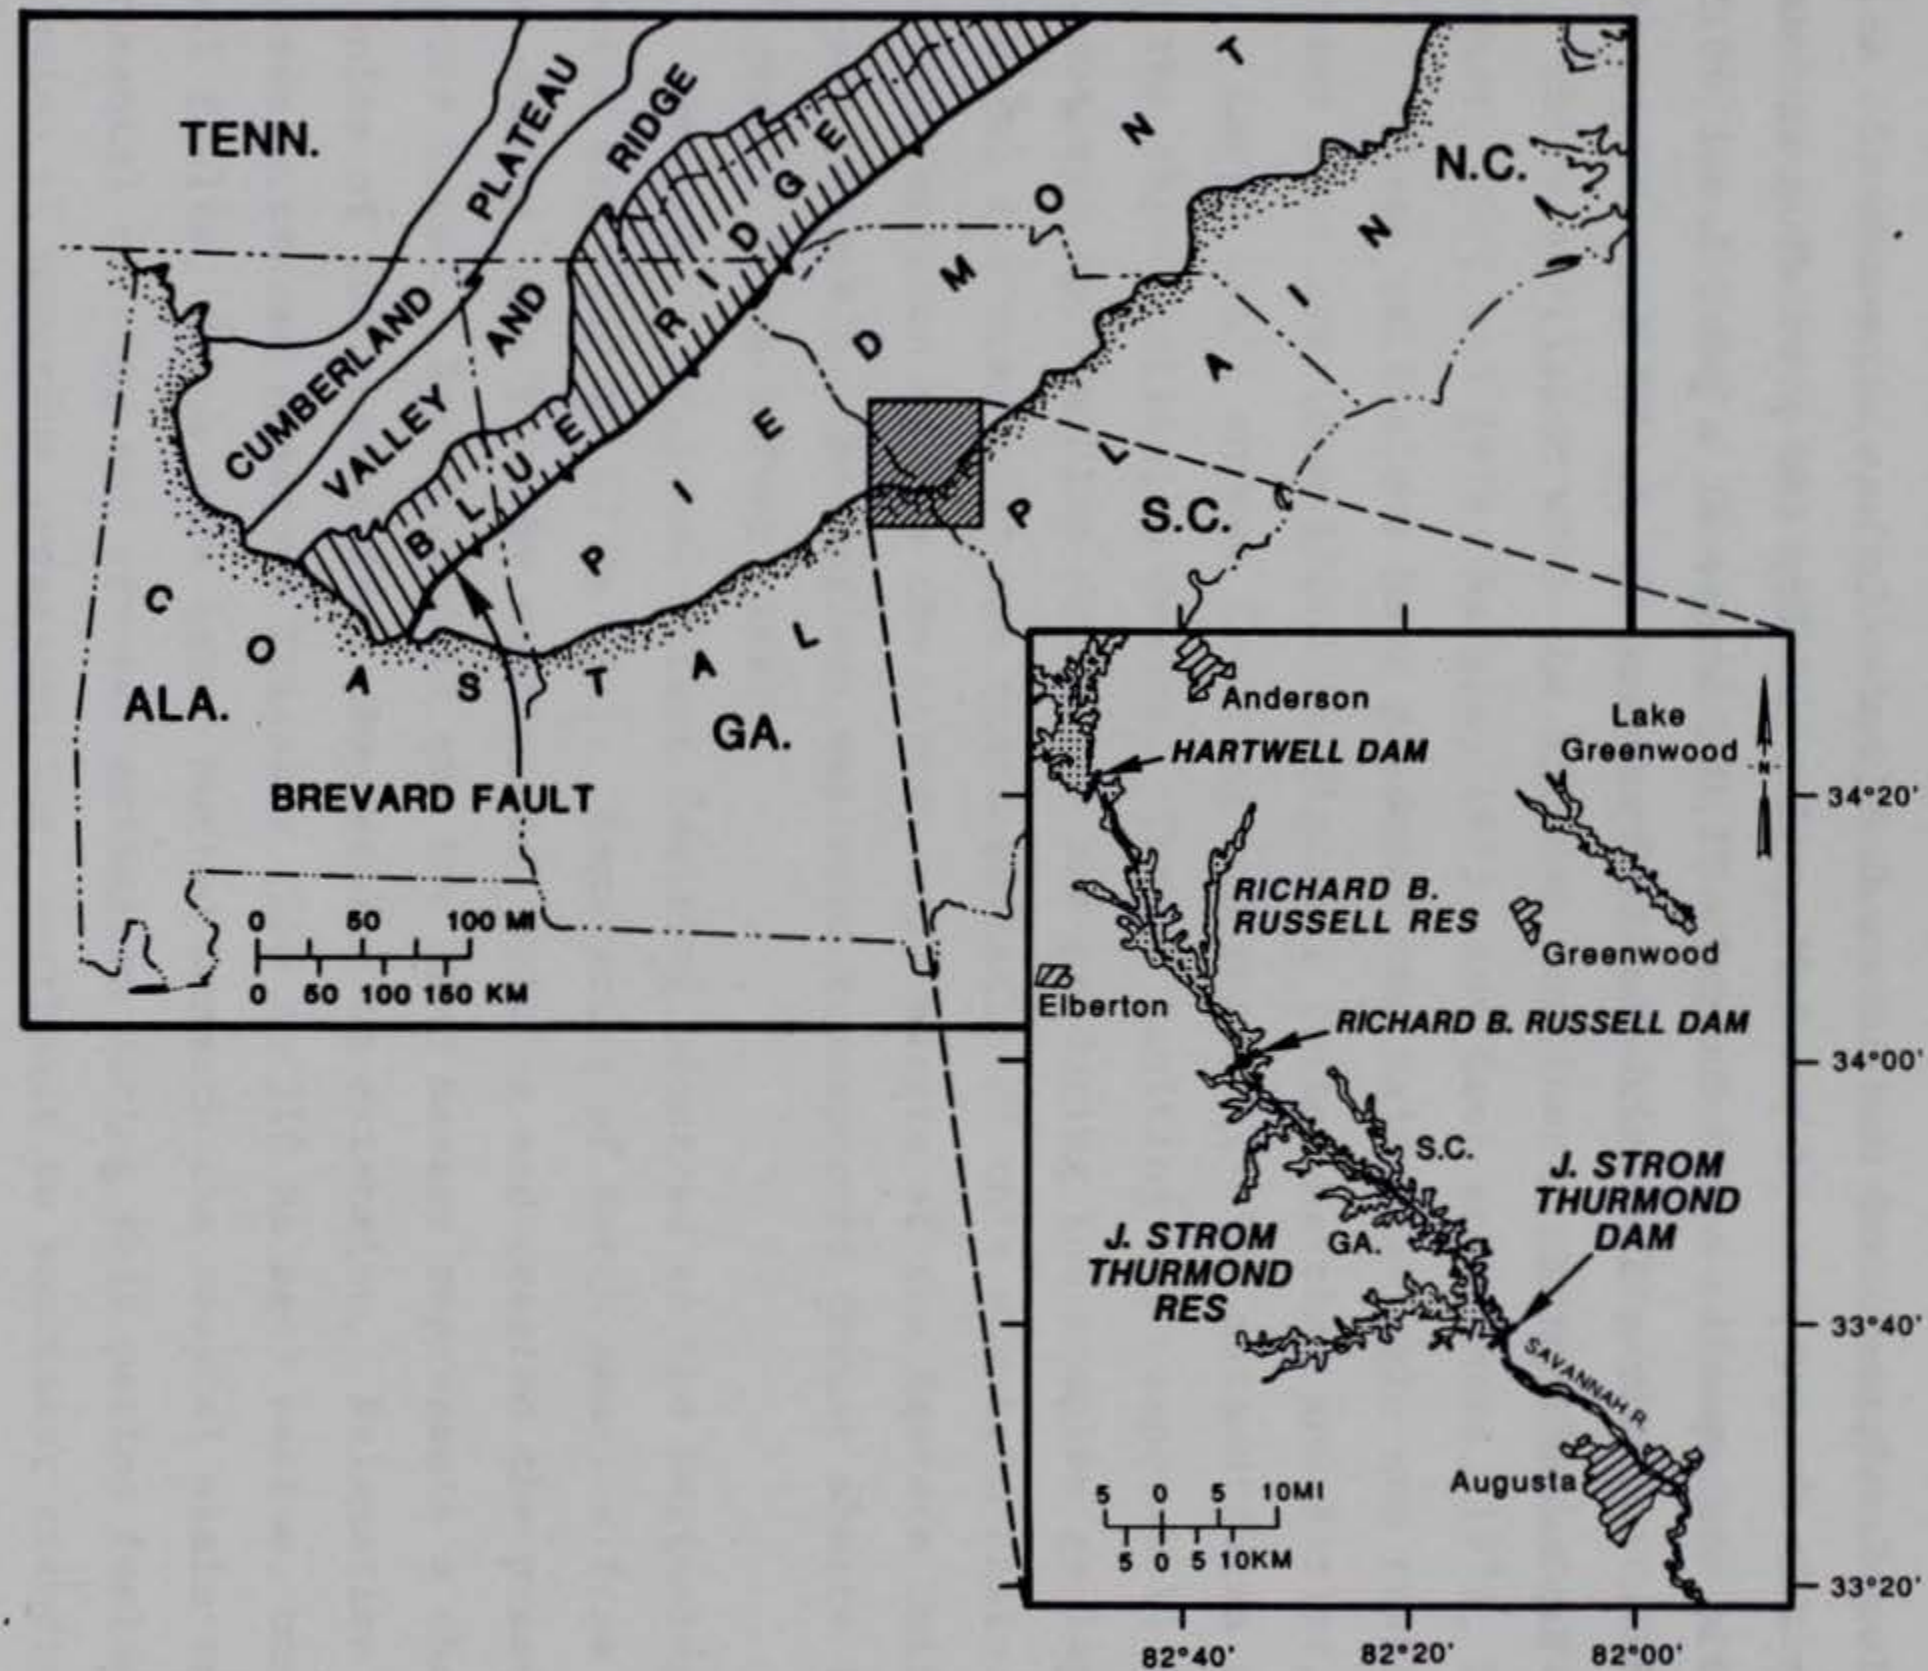 TENN.
CUMBERLAND PLATEAU
VALLEY AND RIDGE
BLUE RIDGE
PIEDMONT
COASTAL PLAIN
N.C.
S.C.
ALA.
GA.
BREVARD FAULT
0 50 100 MI
0 50 100 150 KM
Anderson
HARTWELL DAM
Lake
Greenwood
N
34°20'
RICHARD B.
RUSSELL RES
Greenwood
Elberton
RICHARD B. RUSSELL DAM
34°00'
S.C.
J. STROM
THURMOND
DAM
J. STROM
THURMOND
RES
GA.
33°40'
SAVANNAH R.
Augusta
5 0 5 10MI
5 0 5 10KM
33°20'
82°40' 82°20' 82°00'